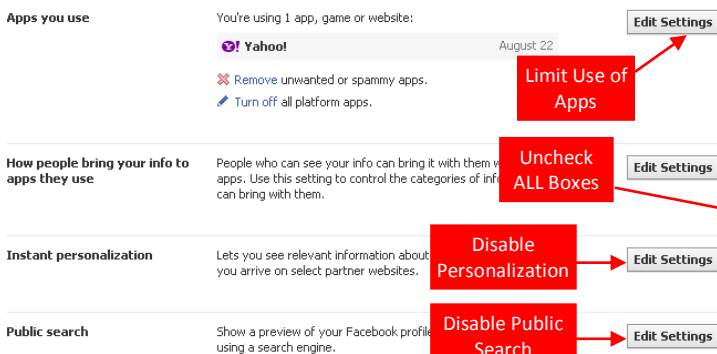 Apps you use
You're using 1 app, game or website:
Edit Settings
Yahoo!
August 22
Remove unwanted or spammy apps.
Turn off all platform apps.
Limit Use of
Apps
How people bring your info to
apps they use
People who can see your info can bring it with them
apps. Use this setting to control the categories of
can bring with them.
Uncheck
ALL Boxes
Edit Settings
Instant personalization
Lets you see relevant information about
you arrive on select partner websites.
Disable
Personalization
Edit Settings
Public search
Show a preview of your Facebook profile
using a search engine.
Disable Public
Search
Edit Settings